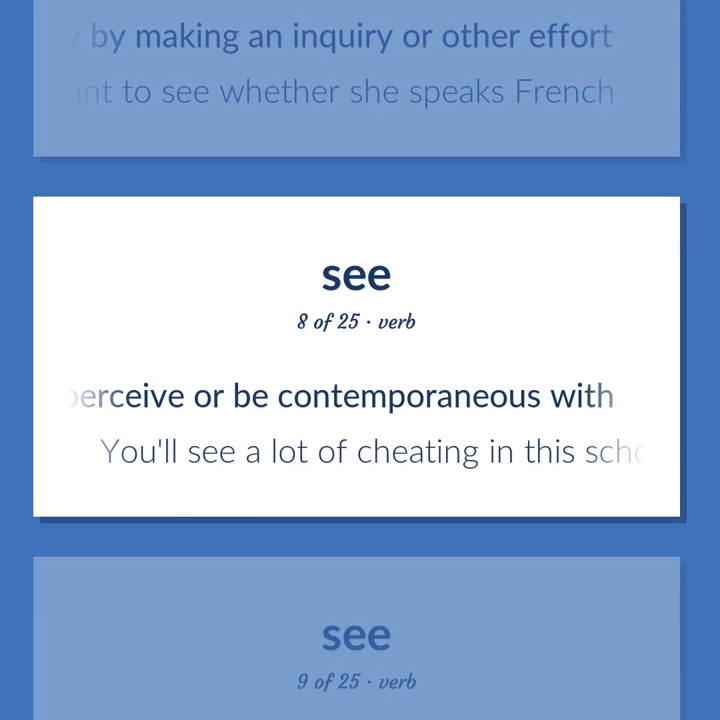 by making an inquiry or other effort
to see whether she speaks French
see
8 of 25 · verb
perceive or be contemporaneous with
You'll see a lot of cheating in this
see
9 of 25 · verb